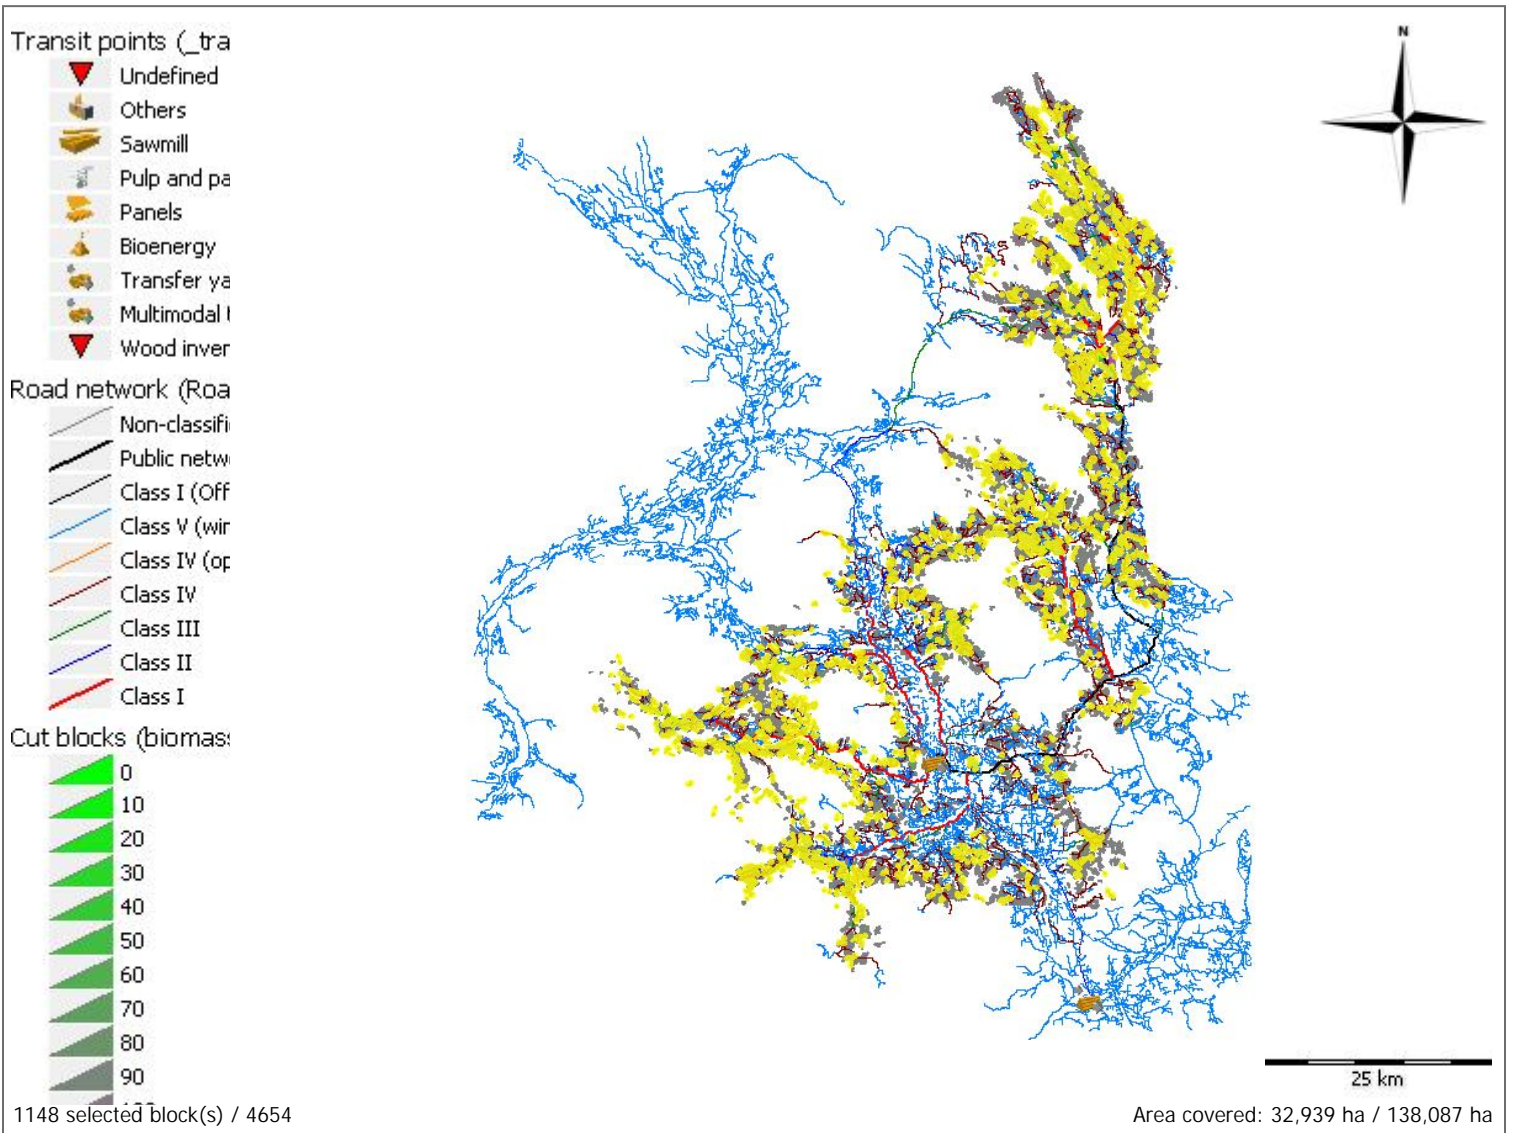 Transit points (_tra
Undefined
Others
Sawmill
Pulp and pa
Panels
Bioenergy
Transfer ya
Multimodal t
Wood inver
Road network (Roa
Non-classifi
Public netw
Class I (Off
Class V (wir
Class IV (op
Class IV
Class III
Class II
Class I
Cut blocks (biomas
0
10
20
30
40
50
60
70
80
90
1148 selected block(s) / 4654
N
25 km
Area covered: 32,939 ha / 138,087 ha